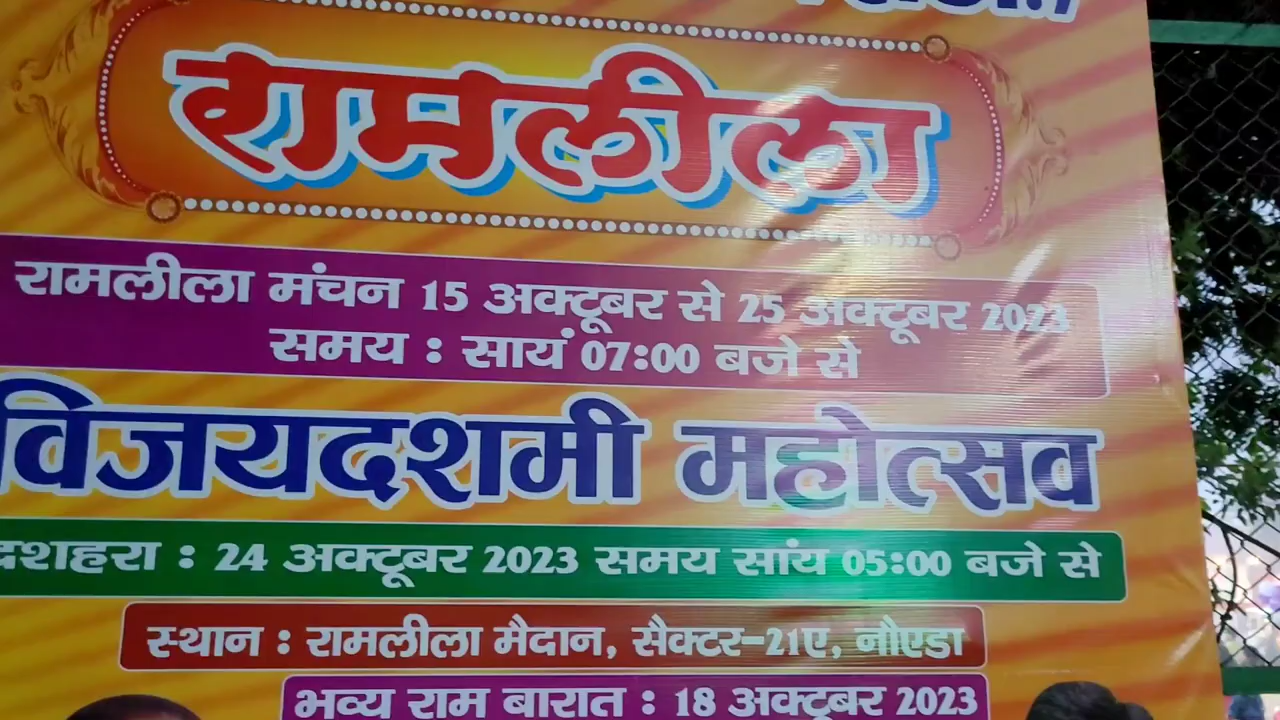 रामलीला
रामलीला मंचन 15 अक्टूबर से 25 अक्टूबर 2023
समय : सायं 07:00 बजे से
विजयदशमी महोत्सव
दशहरा : 24 अक्टूबर 2023 समय सांय 05:00 बजे से
स्थान : रामलीला मैदान, सैक्टर-21ए, नौएडा
भव्य राम बारात : 18 अक्टूबर 2023